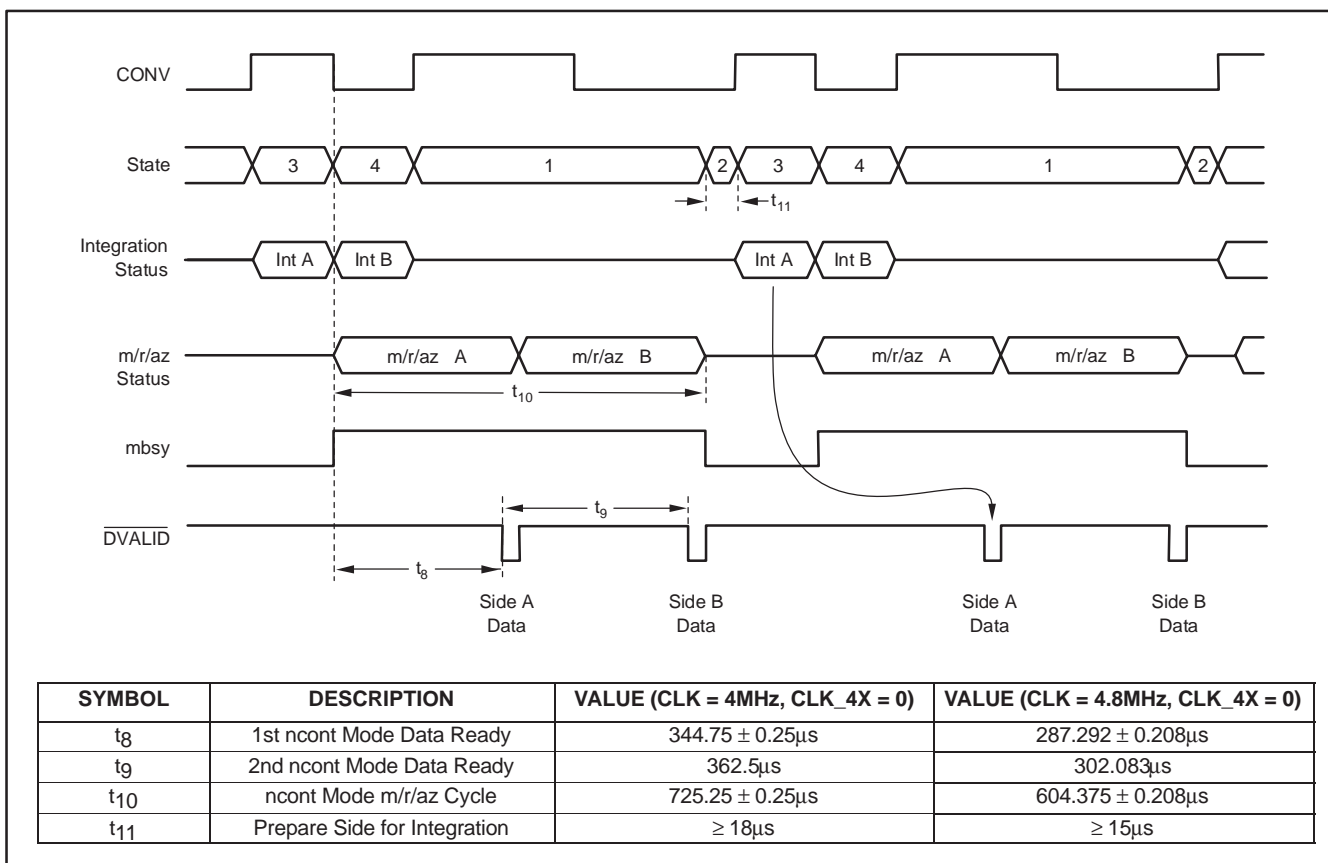 CONV
State
3
4
1
2
3
4
1
2
t11
Integration
Status
Int A
Int B
Int A
Int B
m/r/az
Status
m/r/az A
m/r/az B
m/r/az A
m/r/az B
t10
mbsy
DVALID
t9
t8
Side A
Data
Side B
Data
Side A
Data
Side B
Data
SYMBOL DESCRIPTION VALUE (CLK = 4MHz, CLK_4X = 0) VALUE (CLK = 4.8MHz, CLK_4X = 0)
t8 1st ncont Mode Data Ready 344.75 ± 0.25μs 287.292 ± 0.208μs
t9 2nd ncont Mode Data Ready 362.5μs 302.083μs
t10 ncont Mode m/r/az Cycle 725.25 ± 0.25μs 604.375 ± 0.208μs
t11 Prepare Side for Integration ≥ 18μs ≥ 15μs